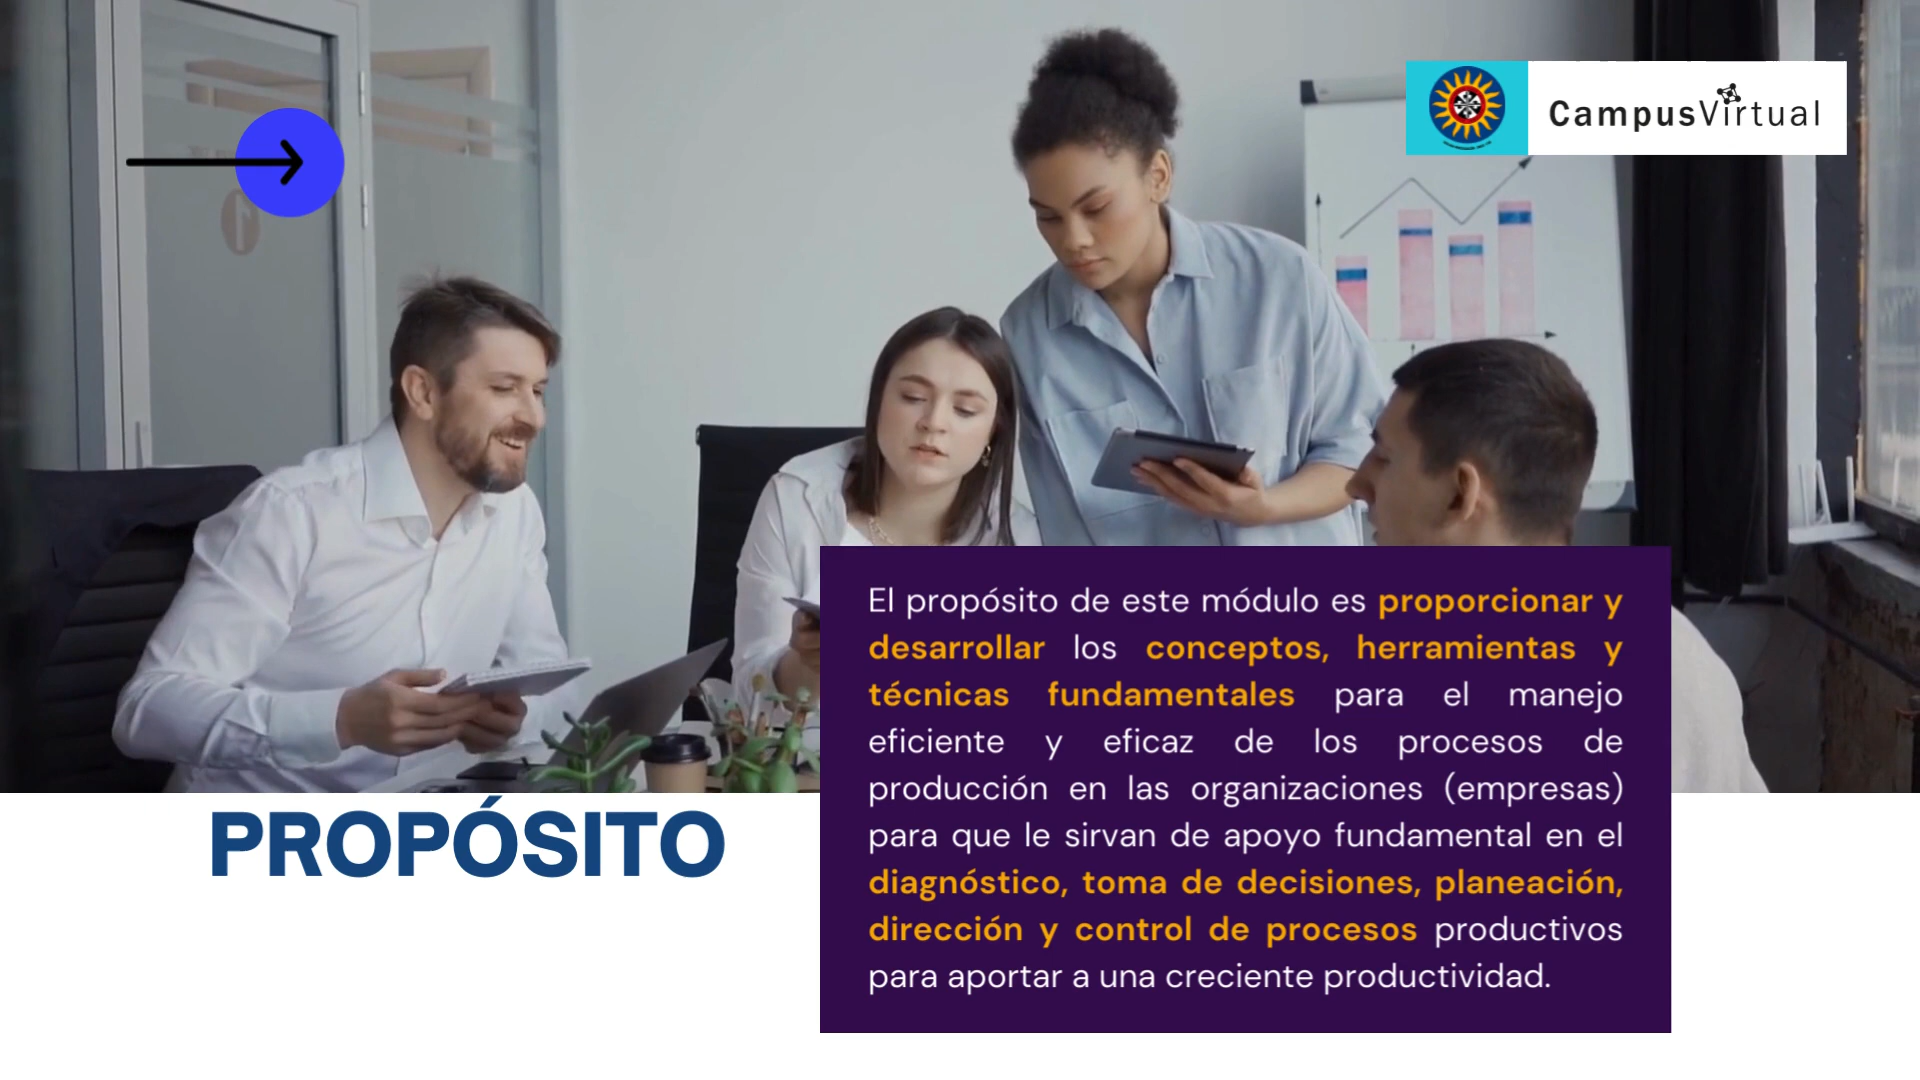 CampusVirtual
El propósito de este módulo es proporcionar y
desarrollar los conceptos, herramientas y
técnicas fundamentales para el manejo
eficiente y eficaz de los procesos de
producción en las organizaciones (empresas)
para que le sirvan de apoyo fundamental en el
diagnóstico, toma de decisiones, planeación,
dirección y control de procesos productivos
para aportar a una creciente productividad.
PROPÓSITO